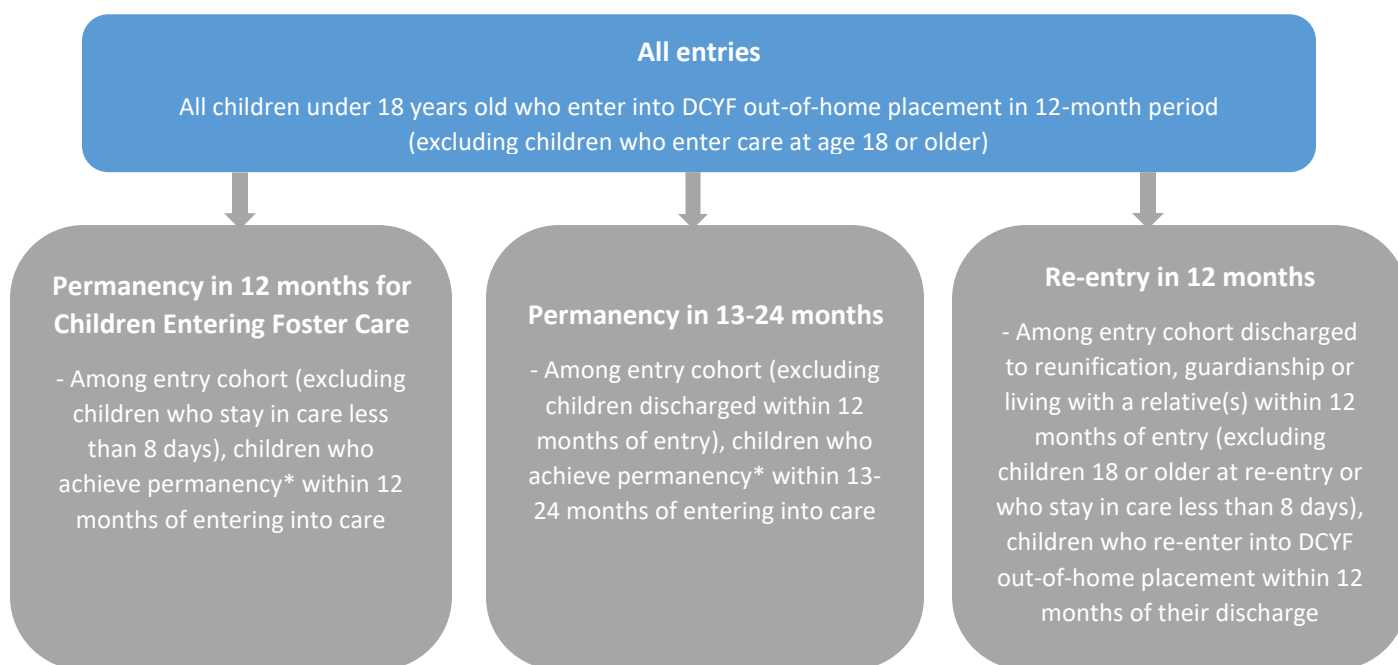 All entries
All children under 18 years old who enter into DCYF out-of-home placement in 12-month period
(excluding children who enter care at age 18 or older)
Permanency in 12 months for
Children Entering Foster Care
- Among entry cohort (excluding
children who stay in care less
than 8 days), children who
achieve permanency* within 12
months of entering into care
Permanency in 13-24 months
- Among entry cohort (excluding
children discharged within 12
months of entry), children who
achieve permanency* within 13-
24 months of entering into care
Re-entry in 12 months
- Among entry cohort discharged
to reunification, guardianship or
living with a relative(s) within 12
months of entry (excluding
children 18 or older at re-entry or
who stay in care less than 8 days),
children who re-enter into DCYF
out-of-home placement within 12
months of their discharge